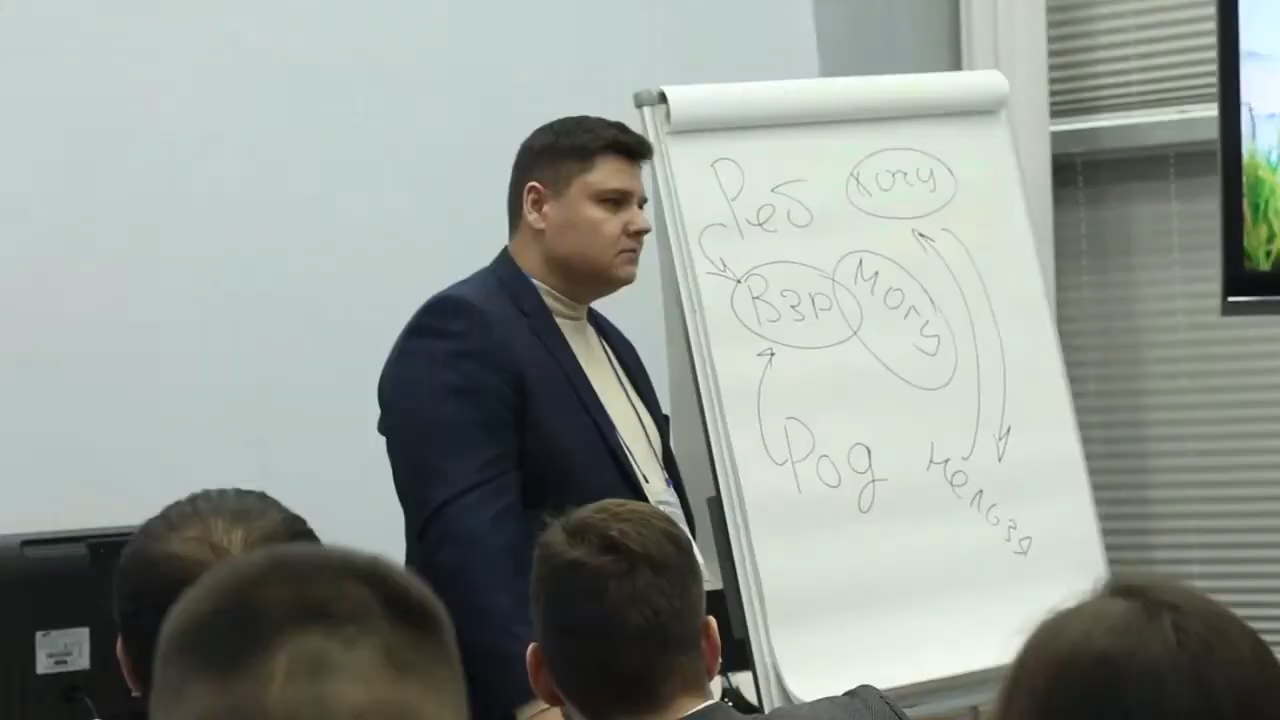 Реб хочу
Взр могу
Род нельзя